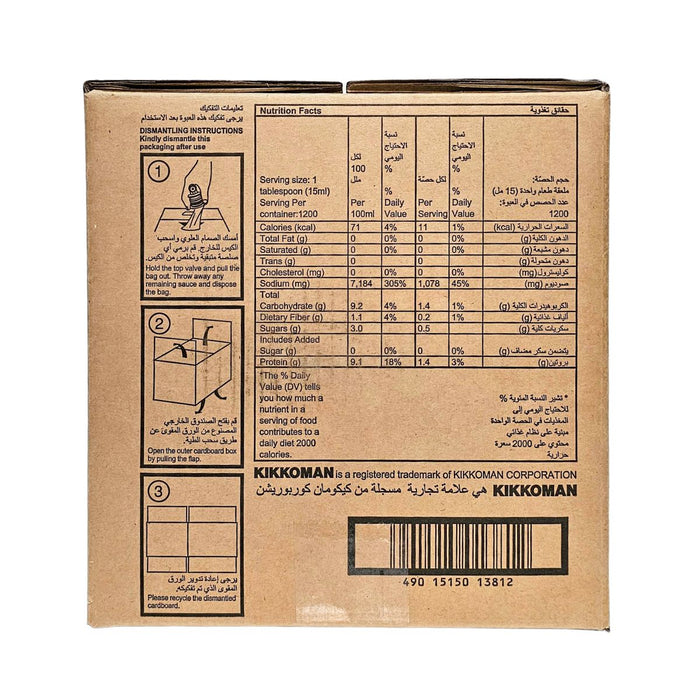 تعليمات التفكيك
يرجى تفكيك هذه العبوة بعد الاستخدام
DISMANTLING INSTRUCTIONS
Kindly dismantle this
packaging after use
1
أمسك الصمام العلوي واسحب
الكيس للخارج. قم برمي أي
صلصة متبقية وتخلص من الكيس.
Hold the top valve and pull the
bag out. Throw away any
remaining sauce and dispose
the bag.
2
قم بفتح الصندوق الخارجي
المصنوع من الورق المقوى عن
طريق سحب الطية.
Open the outer cardboard box
by pulling the flap.
3
يرجى إعادة تدوير الورق
المقوى الذي تم تفكيكه.
Please recycle the dismantled
cardboard.
Nutrition Facts حقائق تغذوية
Serving size: 1
tablespoon (15ml)
Serving Per
container:1200
لكل
100
ملل
Per
100ml
نسبة
الاحتياج
اليومي
%
%
Daily
Value
لكل حصّة
Per
Serving
نسبة
الاحتياج
اليومي
%
%
Daily
Value
حجم الحصّة:
ملعقة طعام واحدة (15 مل)
عدد الحصص في العبوة:
1200
Calories (kcal) 71 4% 11 1% السعرات الحرارية (kcal)
Total Fat (g) 0 0% 0 0% الدهون الكلية (g)
Saturated (g) 0 0% 0 0% دهون مشبعة (g)
Trans (g) 0 0 دهون متحولة (g)
Cholesterol (mg) 0 0% 0 0% كوليسترول (mg)
Sodium (mg) 7,184 305% 1,078 45% صوديوم (mg)
Total
Carbohydrate (g) 9.2 4% 1.4 1% الكربوهيدرات الكلية (g)
Dietary Fiber (g) 1.1 4% 0.2 1% ألياف غذائية (g)
Sugars (g) 3.0 0.5 سكريات كلية (g)
Includes Added
Sugar (g) 0 0% 0 0% يتضمن سكر مضاف (g)
Protein (g) 9.1 18% 1.4 3% بروتين (g)
*The % Daily
Value (DV) tells
you how much a
nutrient in a
serving of food
contributes to a
daily diet 2000
calories.
* تشير النسبة المئوية %
للاحتياج اليومي إلى
المغذيات في الحصة الواحدة
مبنية على نظام غذائي
محتوي على 2000 سعرة
حرارية
KIKKOMAN is a registered trademark of KIKKOMAN CORPORATION
KIKKOMAN هي علامة تجارية مسجلة من كيكومان كوربوريشن
490 15150 13812